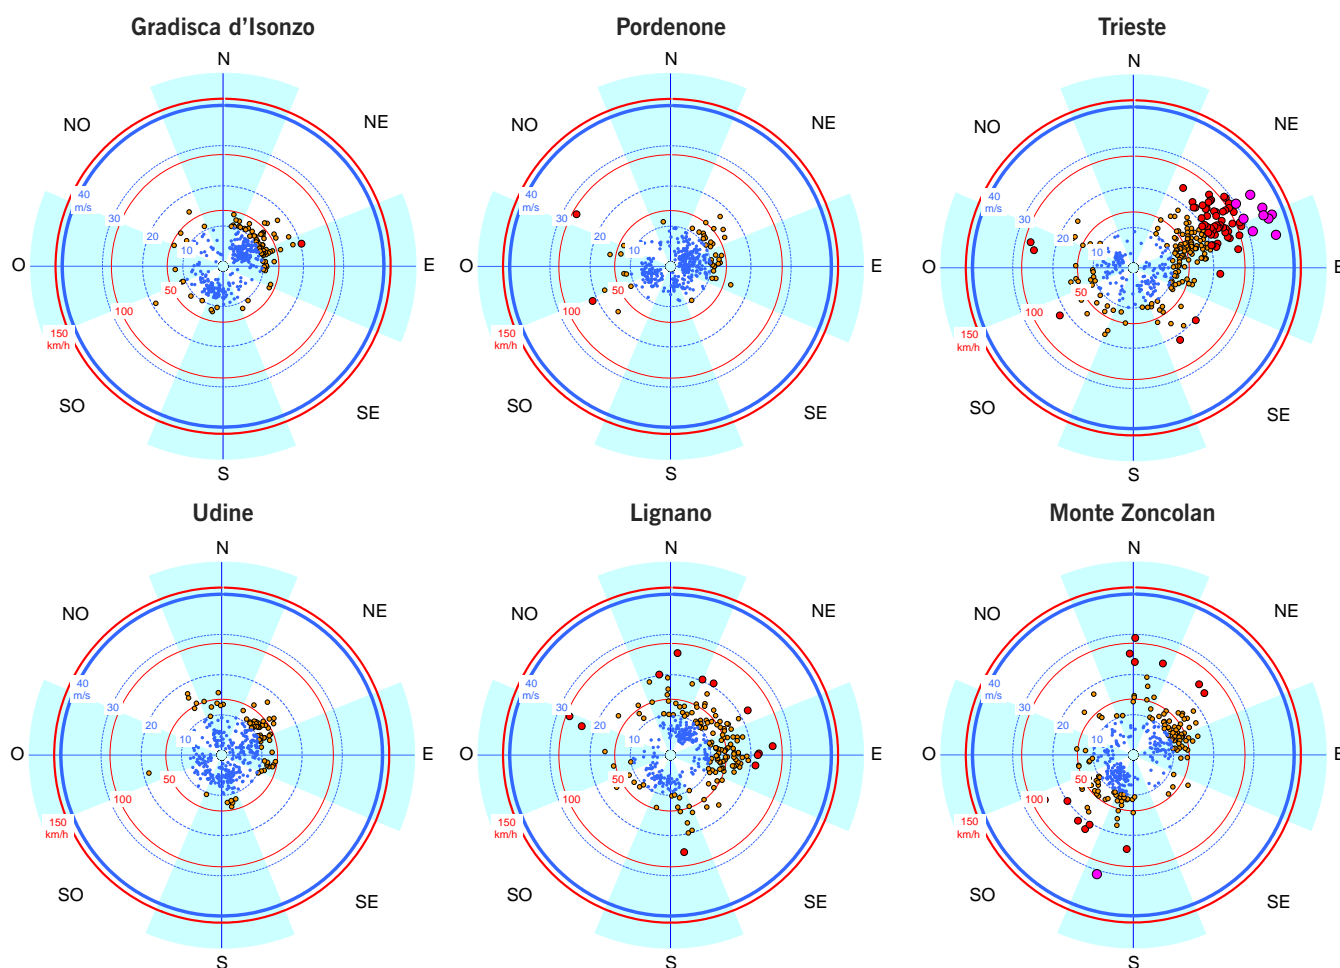 Gradisca d’Isonzo
N
NO
NE
40
m/s
30
20
10
O
E
50
100
150
km/h
SO
SE
S
Pordenone
N
NO
NE
40
m/s
30
20
10
O
E
50
100
150
km/h
SO
SE
S
Trieste
N
NO
NE
40
m/s
30
20
10
O
E
50
100
150
km/h
SO
SE
S
Udine
N
NO
NE
40
m/s
30
20
10
O
E
50
100
150
km/h
SO
SE
S
Lignano
N
NO
NE
40
m/s
30
20
10
O
E
50
100
150
km/h
SO
SE
S
Monte Zoncolan
N
NO
NE
40
m/s
30
20
10
O
E
50
100
150
km/h
SO
SE
S